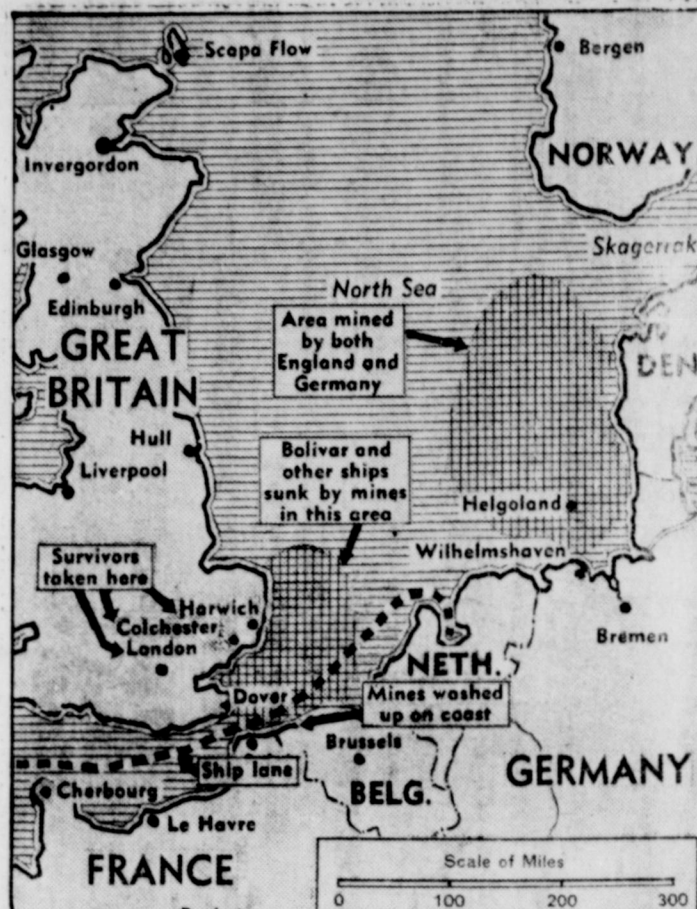 Scapa Flow
Bergen
Invergordon
NORWAY
Glasgow
Skagerrak
Edinburgh
North Sea
Area mined
by both
England and
Germany
GREAT
BRITAIN
DEN
Hull
Liverpool
Bolivar and
other ships
sunk by mines
in this area
Helgoland
Wilhelmshaven
Survivors
taken here
Harwich
Colchester
London
Bremen
NETH.
Dover
Mines washed
up on coast
Brussels
Ship lane
Cherbourg
BELG.
GERMANY
Le Havre
FRANCE
Scale of Miles
0 100 200 300